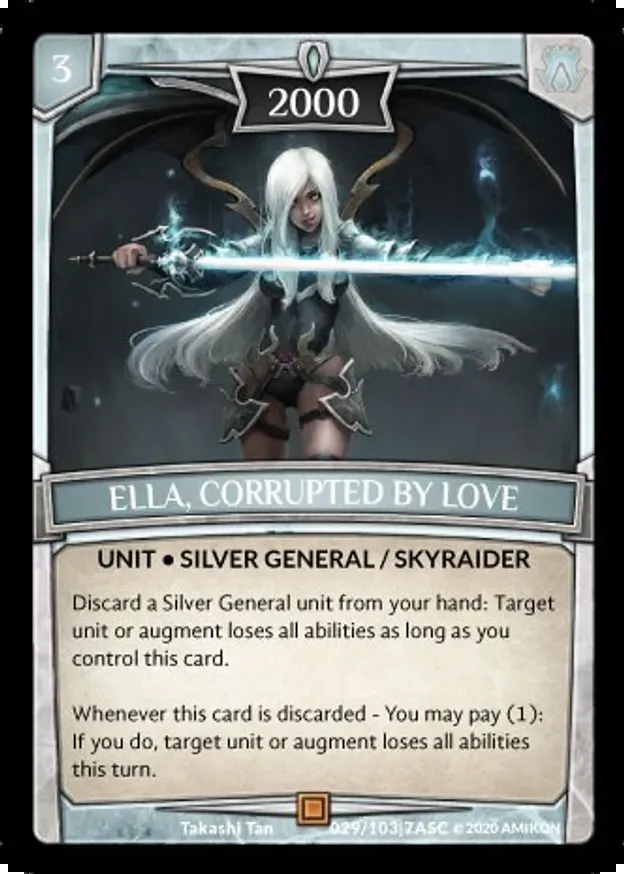 3
2000
ELLA, CORRUPTED BY LOVE
UNIT • SILVER GENERAL / SKYRAIDER
Discard a Silver General unit from your hand: Target
unit or augment loses all abilities as long as you
control this card.
Whenever this card is discarded - You may pay (1):
If you do, target unit or augment loses all abilities
this turn.
Takashi Tan 029/103|7ASC © 2020 AMIKON